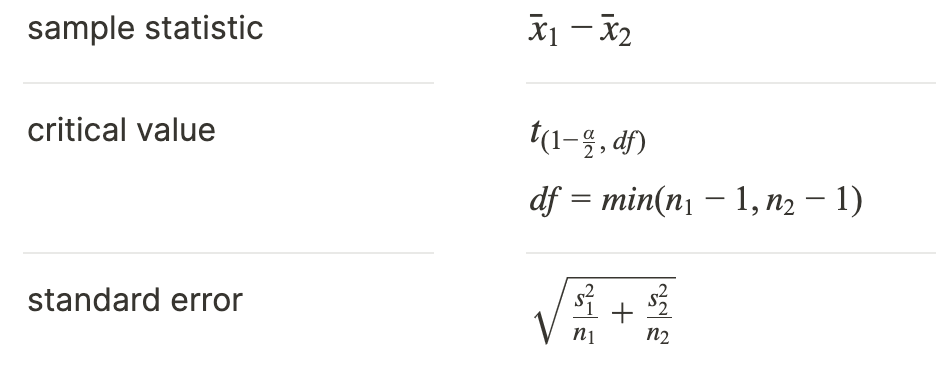 sample statistic x̄₁ − x̄₂
critical value t₍₁₋α/₂, df₎
df = min(n₁ − 1, n₂ − 1)
standard error √(s₁²/n₁ + s₂²/n₂)